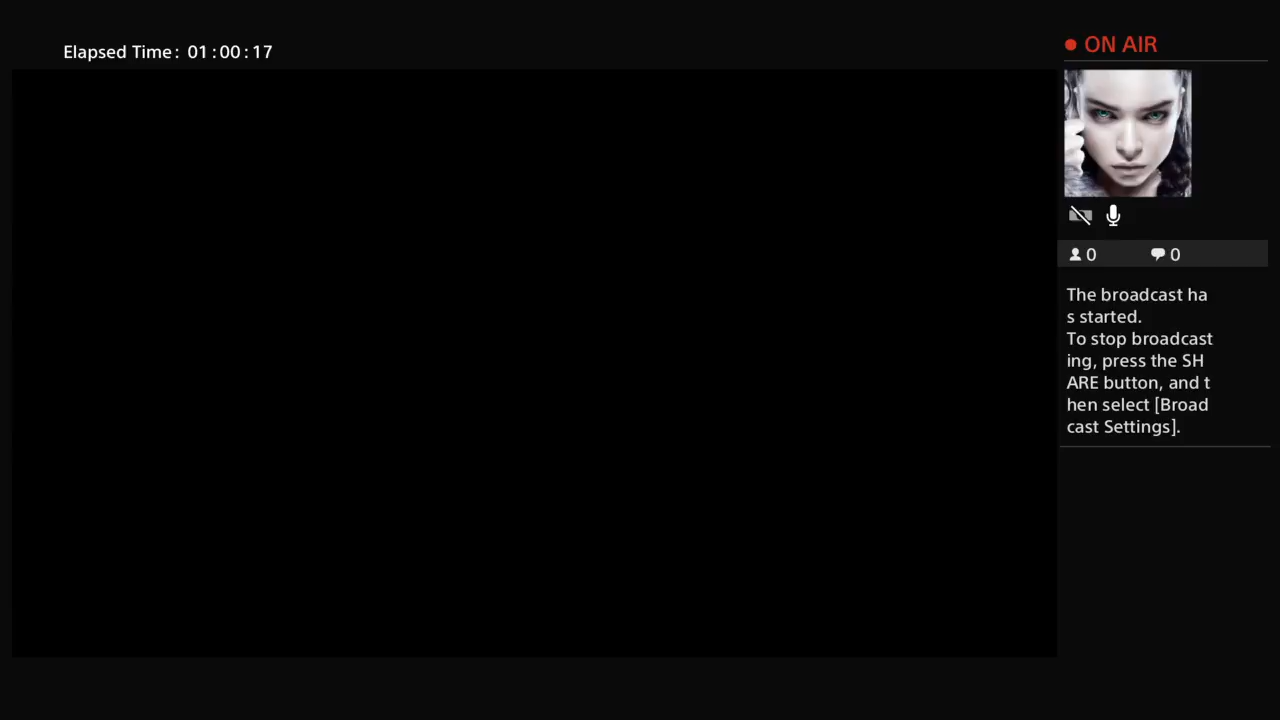 Elapsed Time: 01:00:17
ON AIR
0 0
The broadcast ha
s started.
To stop broadcast
ing, press the SH
ARE button, and t
hen select [Broad
cast Settings].